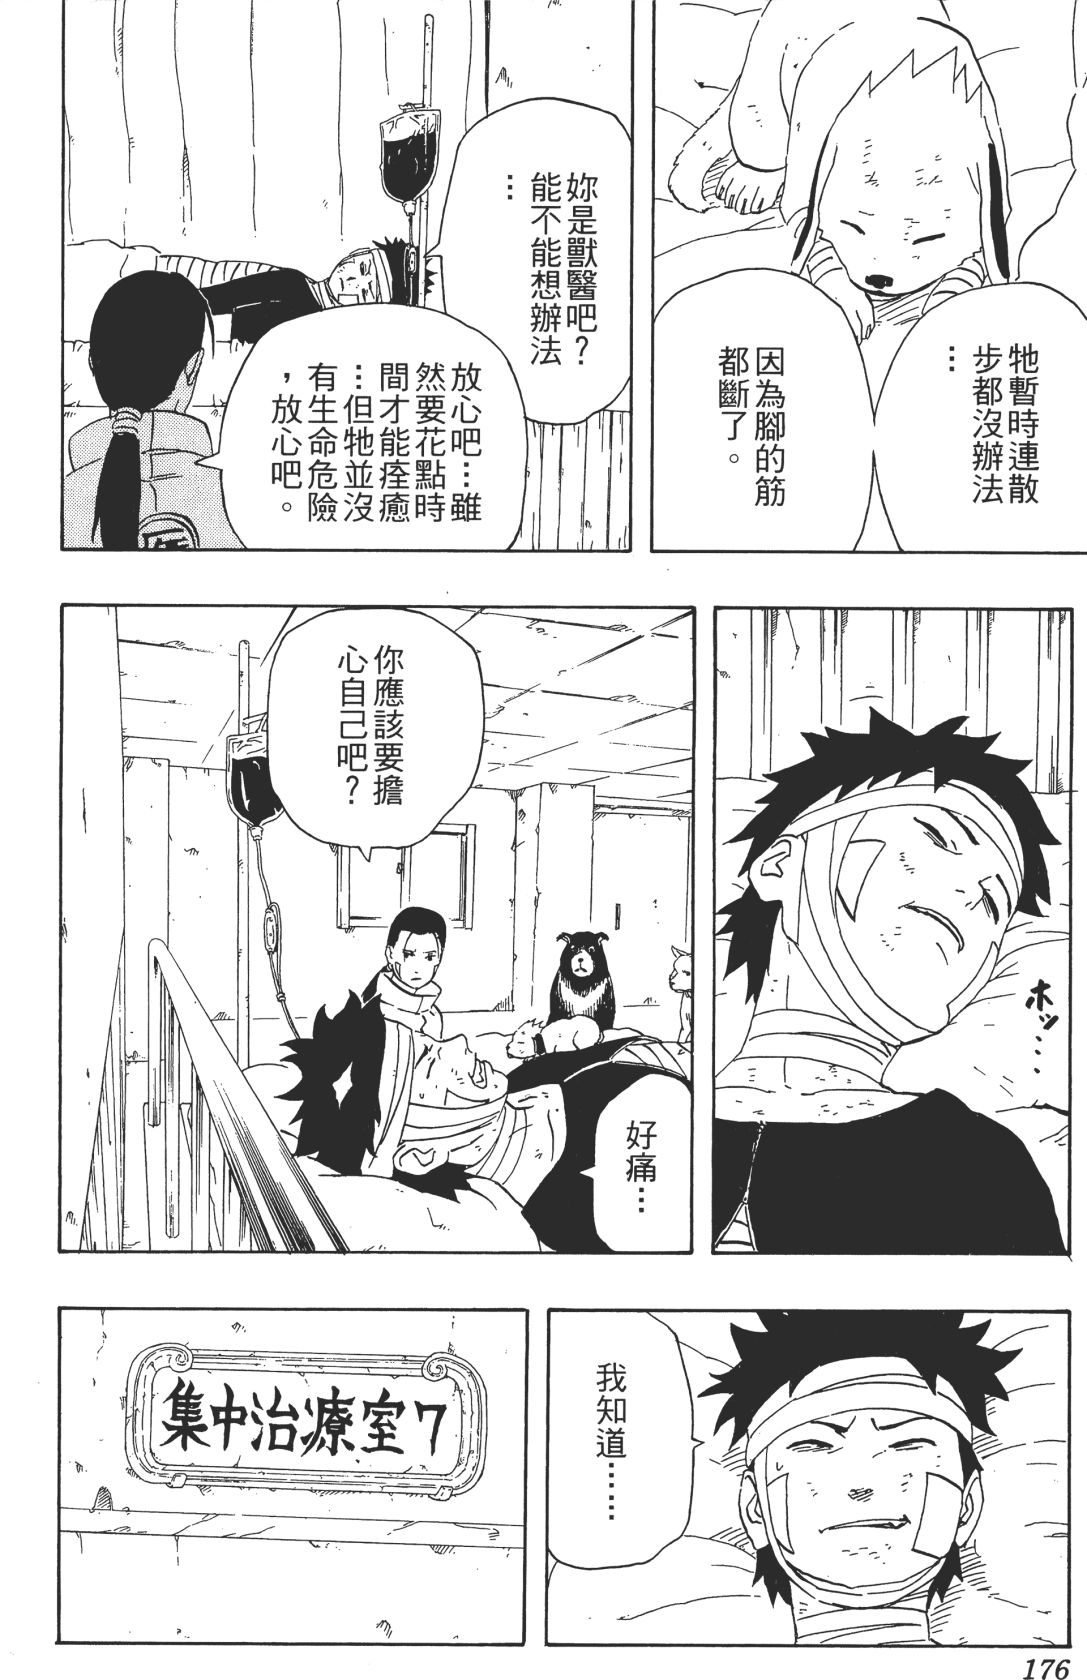 牠暫時連散
步都沒辦法
…
因為腳的筋
都斷了。
妳是獸醫吧？
能不能想辦法
…
放心吧…雖
然要花點時
間才能痊癒
…但牠並沒
有生命危險
，放心吧。
医
ホッ…
你應該要擔
心自己吧？
好痛…
我知道……
集中治療室7
176